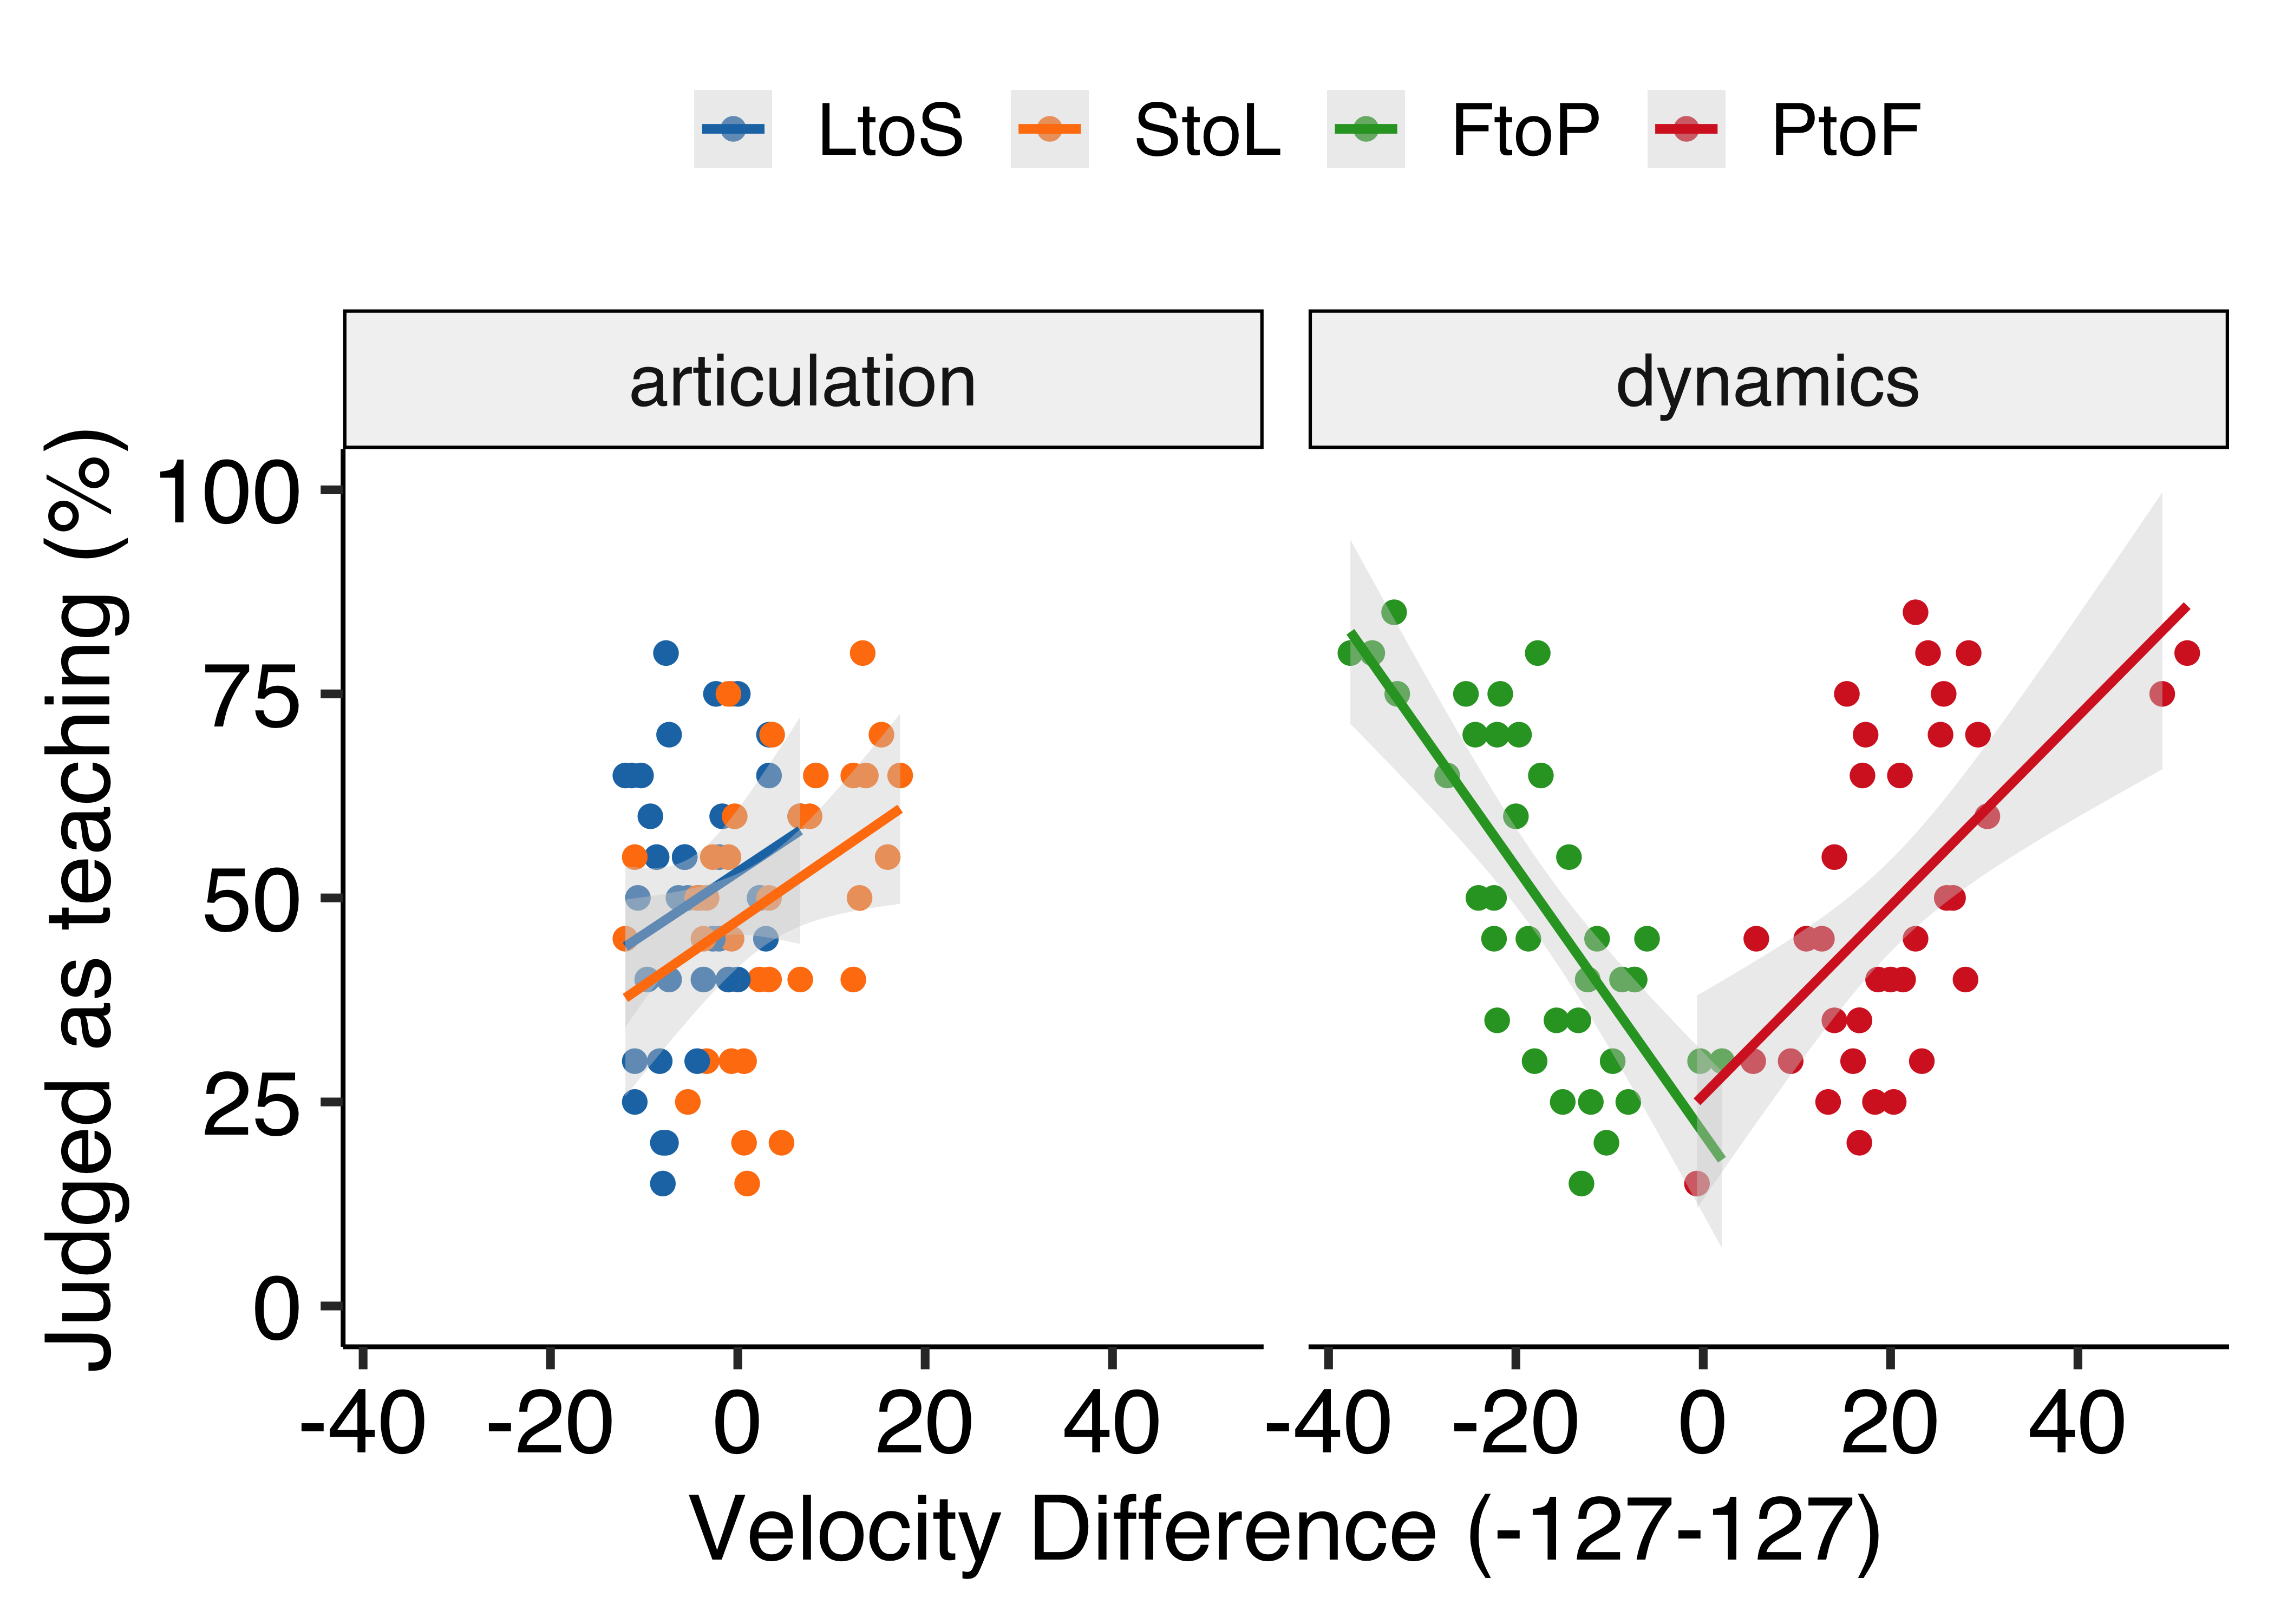 LtoS StoL FtoP PtoF
articulation dynamics
Judged as teaching (%)
100
75
50
25
0
-40 -20 0 20 40 -40 -20 0 20 40
Velocity Difference (-127-127)